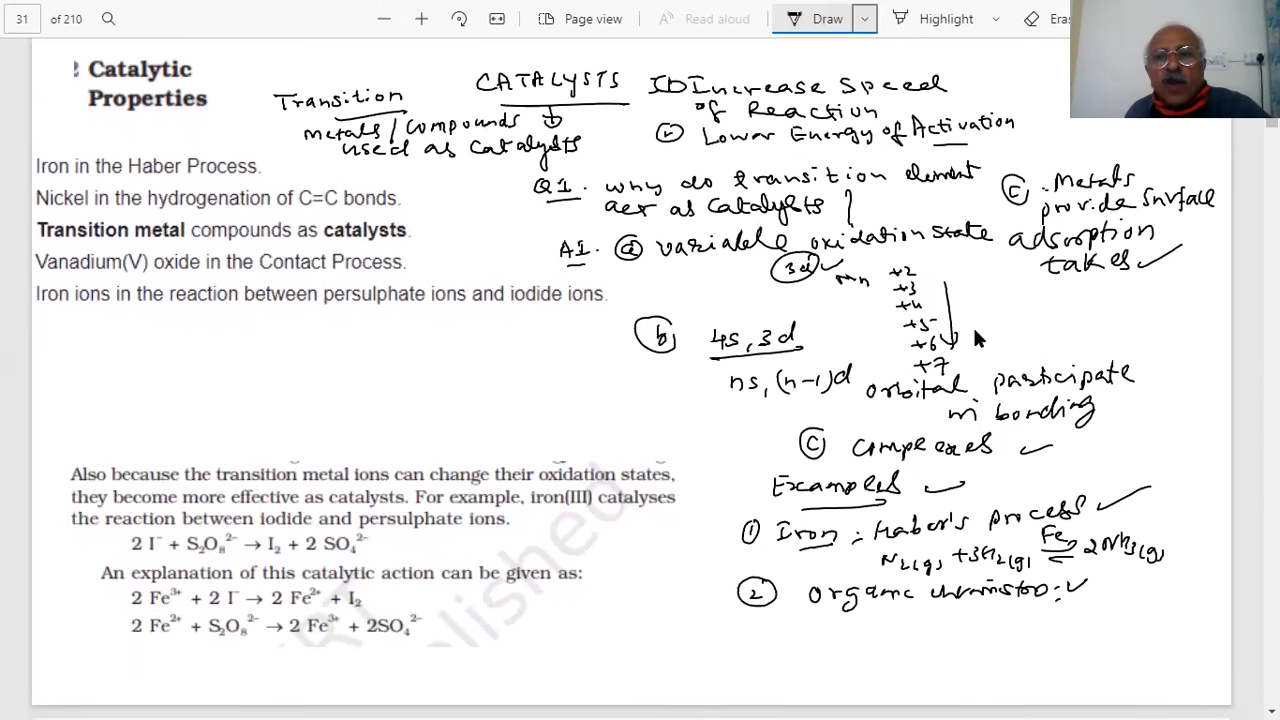 31 of 210
Page view
Read aloud
Draw
Highlight
Eras
Catalytic
Properties
Transition
metals/compounds
used as catalysts
CATALYSTS
Increase Speed
of Reaction
Lower Energy of Activation
Iron in the Haber Process.
Nickel in the hydrogenation of C=C bonds.
Transition metal compounds as catalysts.
Vanadium(V) oxide in the Contact Process.
Iron ions in the reaction between persulphate ions and iodide ions.
Q1. why do transition element
act as catalysts ?
A1. ⓐ variable oxidation state
3d
mn
+2
+3
+4
+5
+6
+7
ⓒ Metals
provide Surface
adsorption
takes
ⓑ 4s, 3d
ns, (n-1)d orbital participate
in bonding
ⓒ complexes
Examples
① Iron : Haber's process
N2(g) + 3H2(g) Fe 2NH3(g)
② organic
Also because the transition metal ions can change their oxidation states,
they become more effective as catalysts. For example, iron(III) catalyses
the reaction between iodide and persulphate ions.
2 I⁻ + S₂O₈²⁻ → I₂ + 2 SO₄²⁻
An explanation of this catalytic action can be given as:
2 Fe³⁺ + 2 I⁻ → 2 Fe²⁺ + I₂
2 Fe²⁺ + S₂O₈²⁻ → 2 Fe³⁺ + 2SO₄²⁻